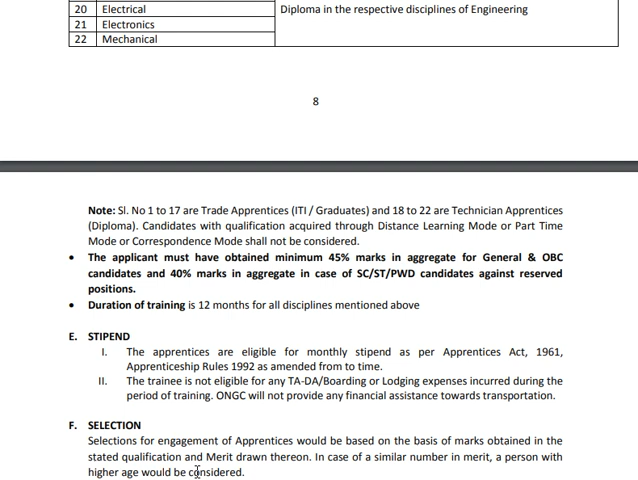 20 Electrical Diploma in the respective disciplines of Engineering
21 Electronics
22 Mechanical
8
Note: Sl. No 1 to 17 are Trade Apprentices (ITI / Graduates) and 18 to 22 are Technician Apprentices
(Diploma). Candidates with qualification acquired through Distance Learning Mode or Part Time
Mode or Correspondence Mode shall not be considered.
• The applicant must have obtained minimum 45% marks in aggregate for General & OBC
candidates and 40% marks in aggregate in case of SC/ST/PWD candidates against reserved
positions.
• Duration of training is 12 months for all disciplines mentioned above
E. STIPEND
I. The apprentices are eligible for monthly stipend as per Apprentices Act, 1961,
Apprenticeship Rules 1992 as amended from to time.
II. The trainee is not eligible for any TA-DA/Boarding or Lodging expenses incurred during the
period of training. ONGC will not provide any financial assistance towards transportation.
F. SELECTION
Selections for engagement of Apprentices would be based on the basis of marks obtained in the
stated qualification and Merit drawn thereon. In case of a similar number in merit, a person with
higher age would be considered.